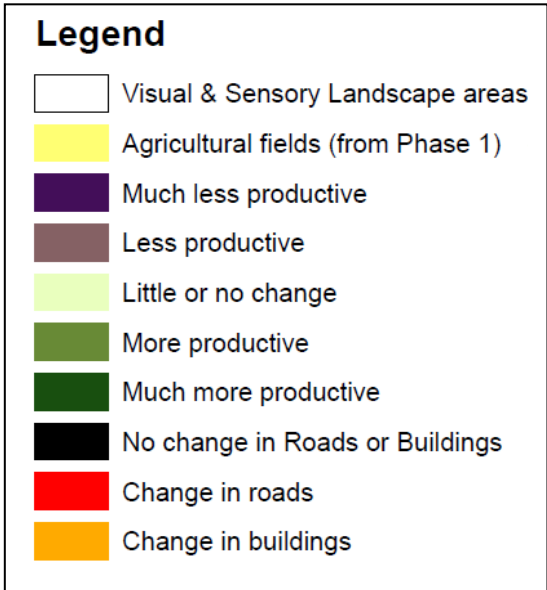 Legend
Visual & Sensory Landscape areas
Agricultural fields (from Phase 1)
Much less productive
Less productive
Little or no change
More productive
Much more productive
No change in Roads or Buildings
Change in roads
Change in buildings